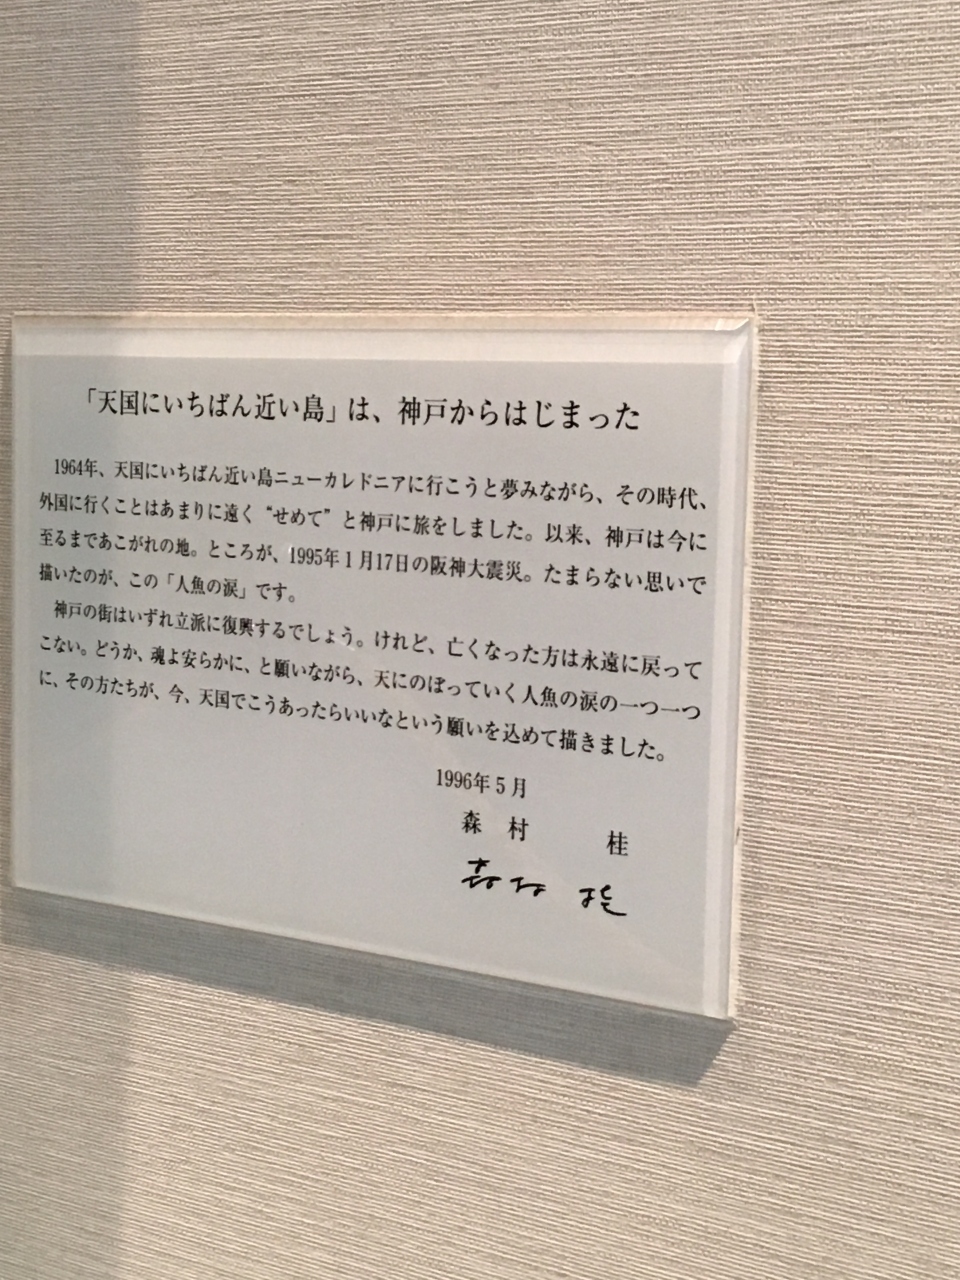 「天国にいちばん近い島」は、神戸からはじまった
1964年、天国にいちばん近い島ニューカレドニアに行こうと夢みながら、その時代、
外国に行くことはあまりに遠く“せめて”と神戸に旅をしました。以来、神戸は今に
至るまであこがれの地。ところが、1995年1月17日の阪神大震災。たまらない思いで
描いたのが、この「人魚の涙」です。
神戸の街はいずれ立派に復興するでしょう。けれど、亡くなった方は永遠に戻って
こない。どうか、魂よ安らかに、と願いながら、天にのぼっていく人魚の涙の一つ一つ
に、その方たちが、今、天国でこうあったらいいなという願いを込めて描きました。
1996年5月
森村 桂
森村 桂